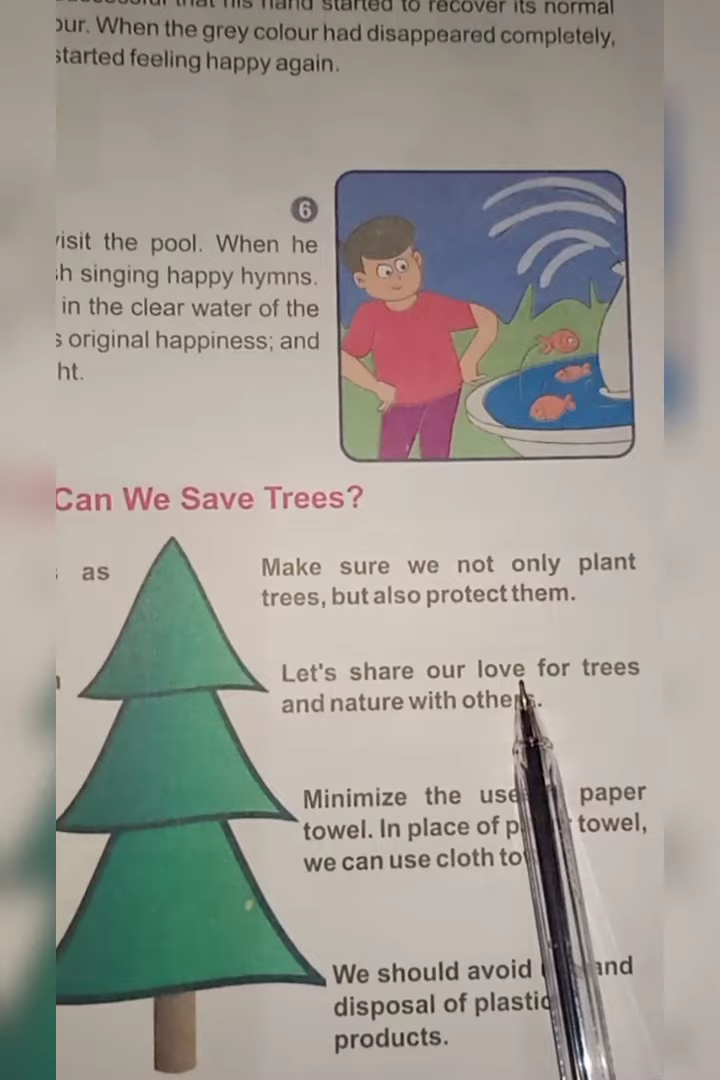 his hand started to recover its normal
our. When the grey colour had disappeared completely,
started feeling happy again.
6
visit the pool. When he
singing happy hymns.
in the clear water of the
original happiness; and
Can We Save Trees?
as
Make sure we not only plant
trees, but also protect them.
Let's share our love for trees
and nature with others.
Minimize the use paper
towel. In place of towel,
we can use cloth
We should avoid and
disposal of plastic
products.